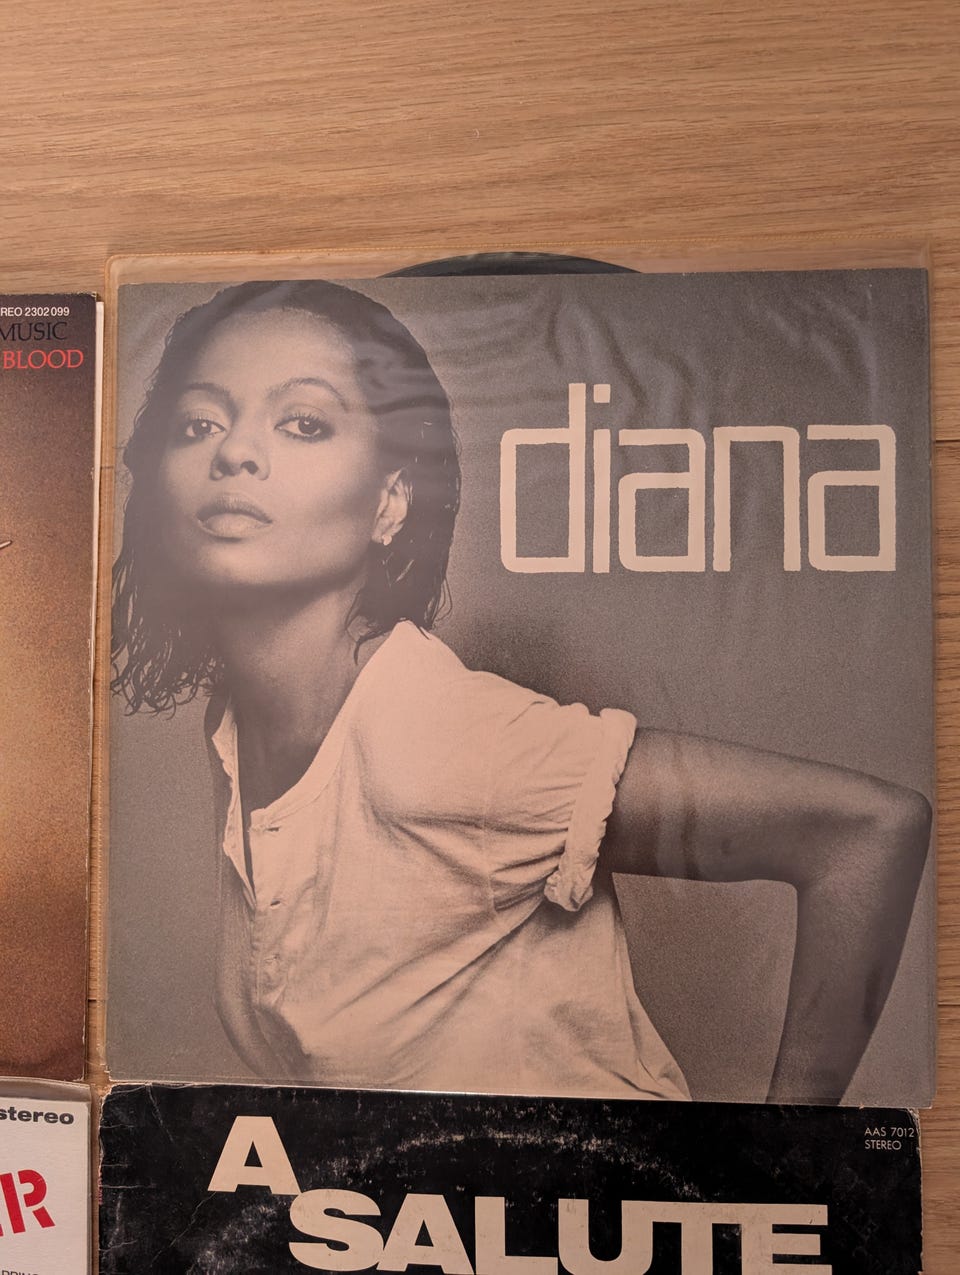 REO 2302 099
MUSIC
BLOOD
diana
stereo
A
SALUTE
AAS 7012
STEREO